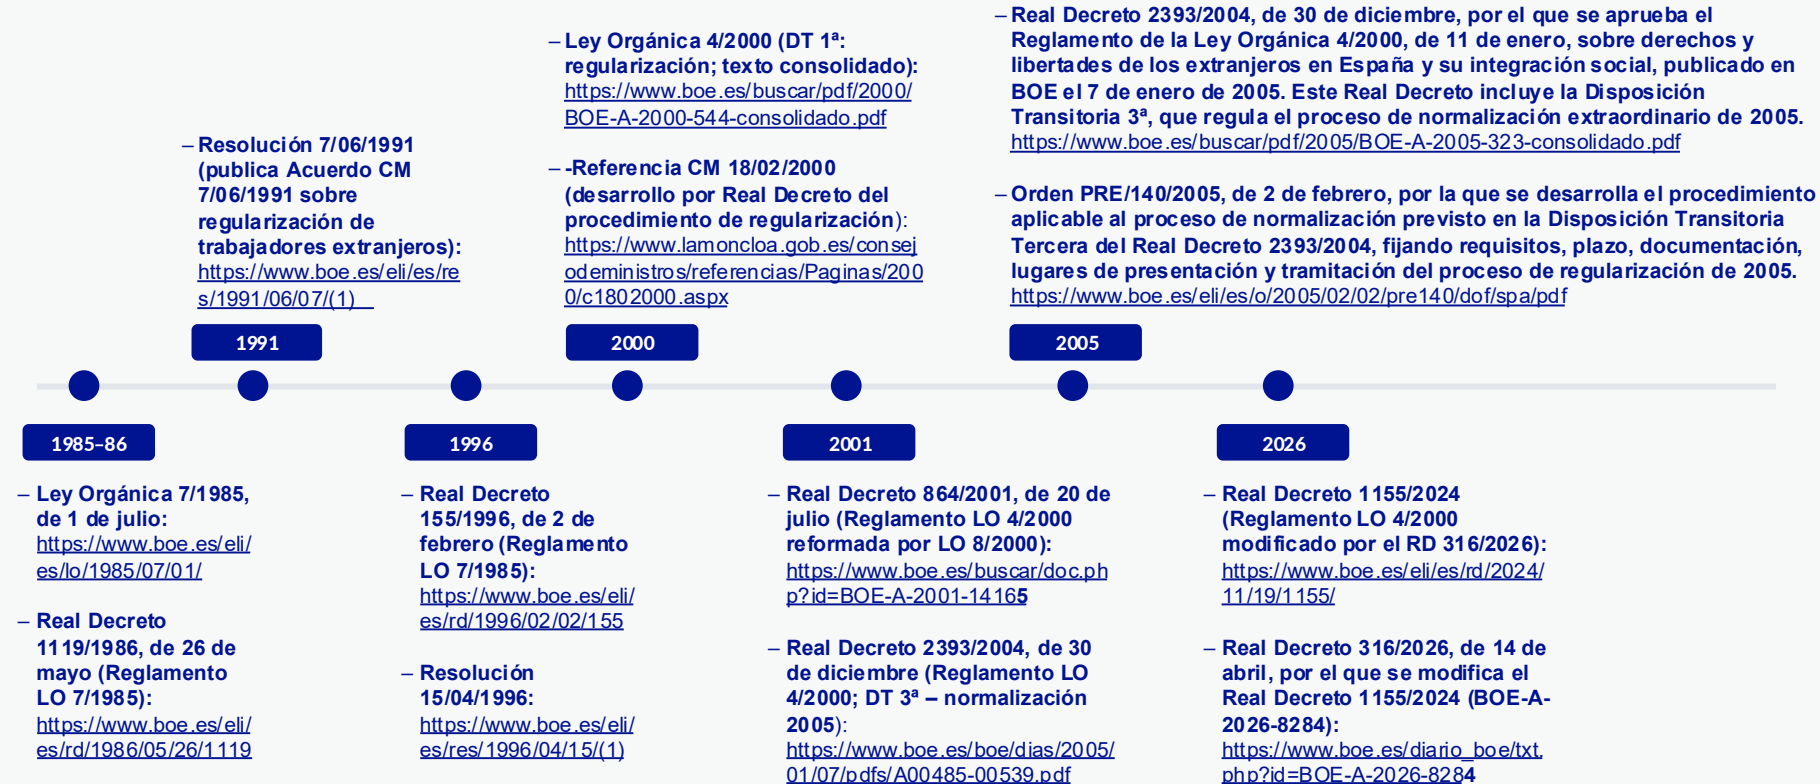 – Resolución 7/06/1991
(publica Acuerdo CM
7/06/1991 sobre
regularización de
trabajadores extranjeros):
https://www.boe.es/eli/es/re
s/1991/06/07/(1)
1991
– Ley Orgánica 4/2000 (DT 1ª:
regularización; texto consolidado):
https://www.boe.es/buscar/pdf/2000/
BOE-A-2000-544-consolidado.pdf
– -Referencia CM 18/02/2000
(desarrollo por Real Decreto del
procedimiento de regularización):
https://www.lamoncloa.gob.es/consej
odeministros/referencias/Paginas/200
0/c1802000.aspx
2000
– Real Decreto 2393/2004, de 30 de diciembre, por el que se aprueba el
Reglamento de la Ley Orgánica 4/2000, de 11 de enero, sobre derechos y
libertades de los extranjeros en España y su integración social, publicado en
BOE el 7 de enero de 2005. Este Real Decreto incluye la Disposición
Transitoria 3ª, que regula el proceso de normalización extraordinario de 2005.
https://www.boe.es/buscar/pdf/2005/BOE-A-2005-323-consolidado.pdf
– Orden PRE/140/2005, de 2 de febrero, por la que se desarrolla el procedimiento
aplicable al proceso de normalización previsto en la Disposición Transitoria
Tercera del Real Decreto 2393/2004, fijando requisitos, plazo, documentación,
lugares de presentación y tramitación del proceso de regularización de 2005.
https://www.boe.es/eli/es/o/2005/02/02/pre140/dof/spa/pdf
2005
1985–86
– Ley Orgánica 7/1985,
de 1 de julio:
https://www.boe.es/eli/
es/lo/1985/07/01/
– Real Decreto
1119/1986, de 26 de
mayo (Reglamento
LO 7/1985):
https://www.boe.es/eli/
es/rd/1986/05/26/1119
1996
– Real Decreto
155/1996, de 2 de
febrero (Reglamento
LO 7/1985):
https://www.boe.es/eli/
es/rd/1996/02/02/155
– Resolución
15/04/1996:
https://www.boe.es/eli/
es/res/1996/04/15/(1)
2001
– Real Decreto 864/2001, de 20 de
julio (Reglamento LO 4/2000
reformada por LO 8/2000):
https://www.boe.es/buscar/doc.ph
p?id=BOE-A-2001-14165
– Real Decreto 2393/2004, de 30
de diciembre (Reglamento LO
4/2000; DT 3ª – normalización
2005):
https://www.boe.es/boe/dias/2005/
01/07/pdfs/A00485-00539.pdf
2026
– Real Decreto 1155/2024
(Reglamento LO 4/2000
modificado por el RD 316/2026):
https://www.boe.es/eli/es/rd/2024/
11/19/1155/
– Real Decreto 316/2026, de 14 de
abril, por el que se modifica el
Real Decreto 1155/2024 (BOE-A-
2026-8284):
https://www.boe.es/diario_boe/txt.
php?id=BOE-A-2026-8284